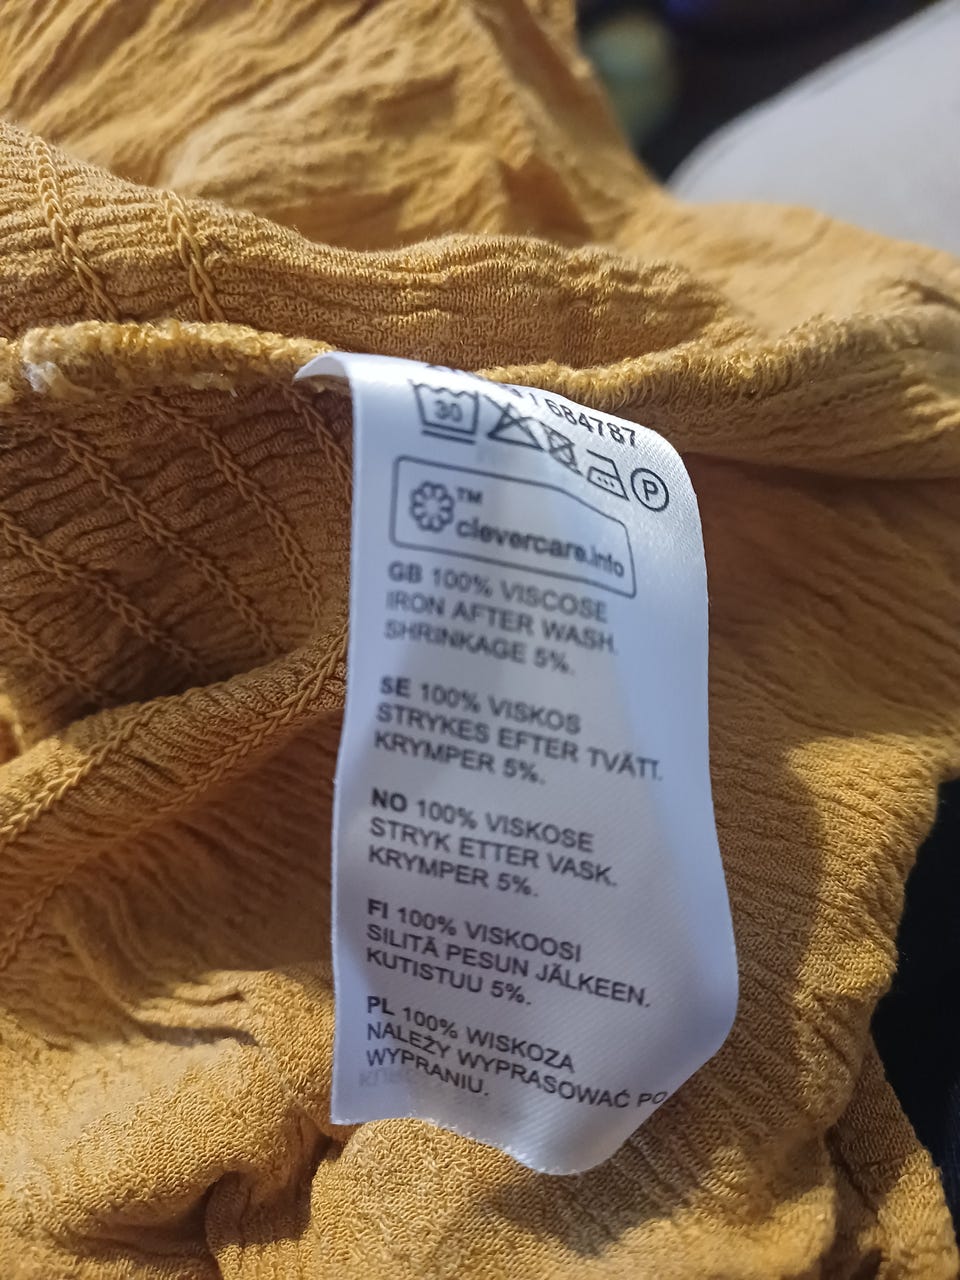 684787
30
P
TM
clevercare.info
GB 100% VISCOSE
IRON AFTER WASH.
SHRINKAGE 5%.
SE 100% VISKOS
STRYKES EFTER TVÄTT.
KRYMPER 5%.
NO 100% VISKOSE
STRYK ETTER VASK.
KRYMPER 5%.
FI 100% VISKOOSI
SILITÄ PESUN JÄLKEEN.
KUTISTUU 5%.
PL 100% WISKOZA
NALEŻY WYPRASOWAĆ PO
WYPRANIU.